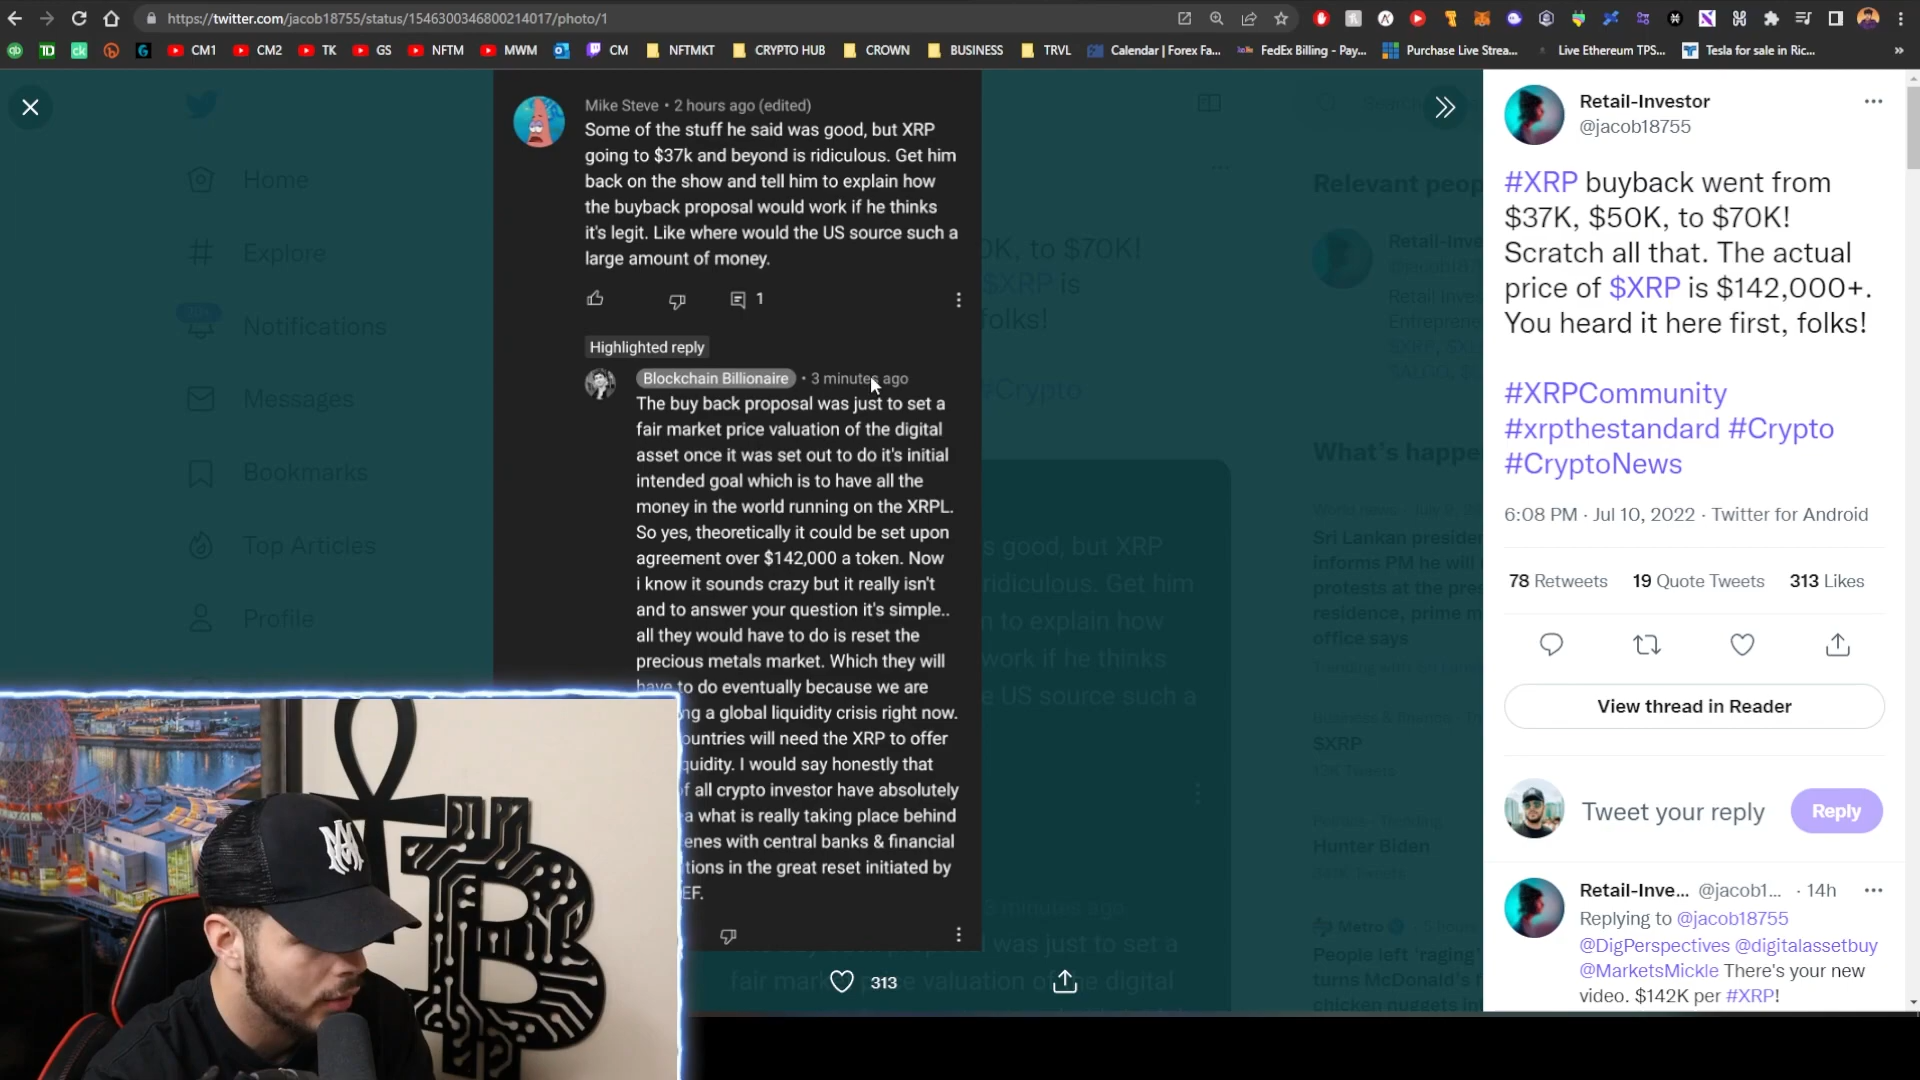 https://twitter.com/jacob18755/status/1546300346800214017/photo/1
CM1
CM2
TK
GS
NFTM
MWM
CM
NFTMKT
CRYPTO HUB
CROWN
BUSINESS
TRVL
Calendar | Forex Fa...
FedEx Billing - Pay...
Purchase Live Strea...
Live Ethereum TPS...
Tesla for sale in Ric...
Home
Explore
Notifications
Messages
Bookmarks
Top Articles
Profile
Mike Steve • 2 hours ago (edited)
Some of the stuff he said was good, but XRP
going to $37k and beyond is ridiculous. Get him
back on the show and tell him to explain how
the buyback proposal would work if he thinks
it's legit. Like where would the US source such a
large amount of money.
1
Highlighted reply
Blockchain Billionaire • 3 minutes ago
The buy back proposal was just to set a
fair market price valuation of the digital
asset once it was set out to do it's initial
intended goal which is to have all the
money in the world running on the XRPL.
So yes, theoretically it could be set upon
agreement over $142,000 a token. Now
i know it sounds crazy but it really isn't
and to answer your question it's simple..
all they would have to do is reset the
precious metals market. Which they will
have to do eventually because we are
a global liquidity crisis right now.
will need the XRP to offer
I would say honestly that
all crypto investor have absolutely
what is really taking place behind
with central banks & financial
in the great reset initiated by
313
Retail-Investor
@jacob18755
#XRP buyback went from
$37K, $50K, to $70K!
Scratch all that. The actual
price of $XRP is $142,000+.
You heard it here first, folks!
#XRPCommunity
#xrpthestandard #Crypto
#CryptoNews
6:08 PM · Jul 10, 2022 · Twitter for Android
78 Retweets 19 Quote Tweets 313 Likes
View thread in Reader
Tweet your reply
Reply
Retail-Inve... @jacob1... · 14h
Replying to @jacob18755
@DigPerspectives @digitalassetbuy
@MarketsMickle There's your new
video. $142K per #XRP!